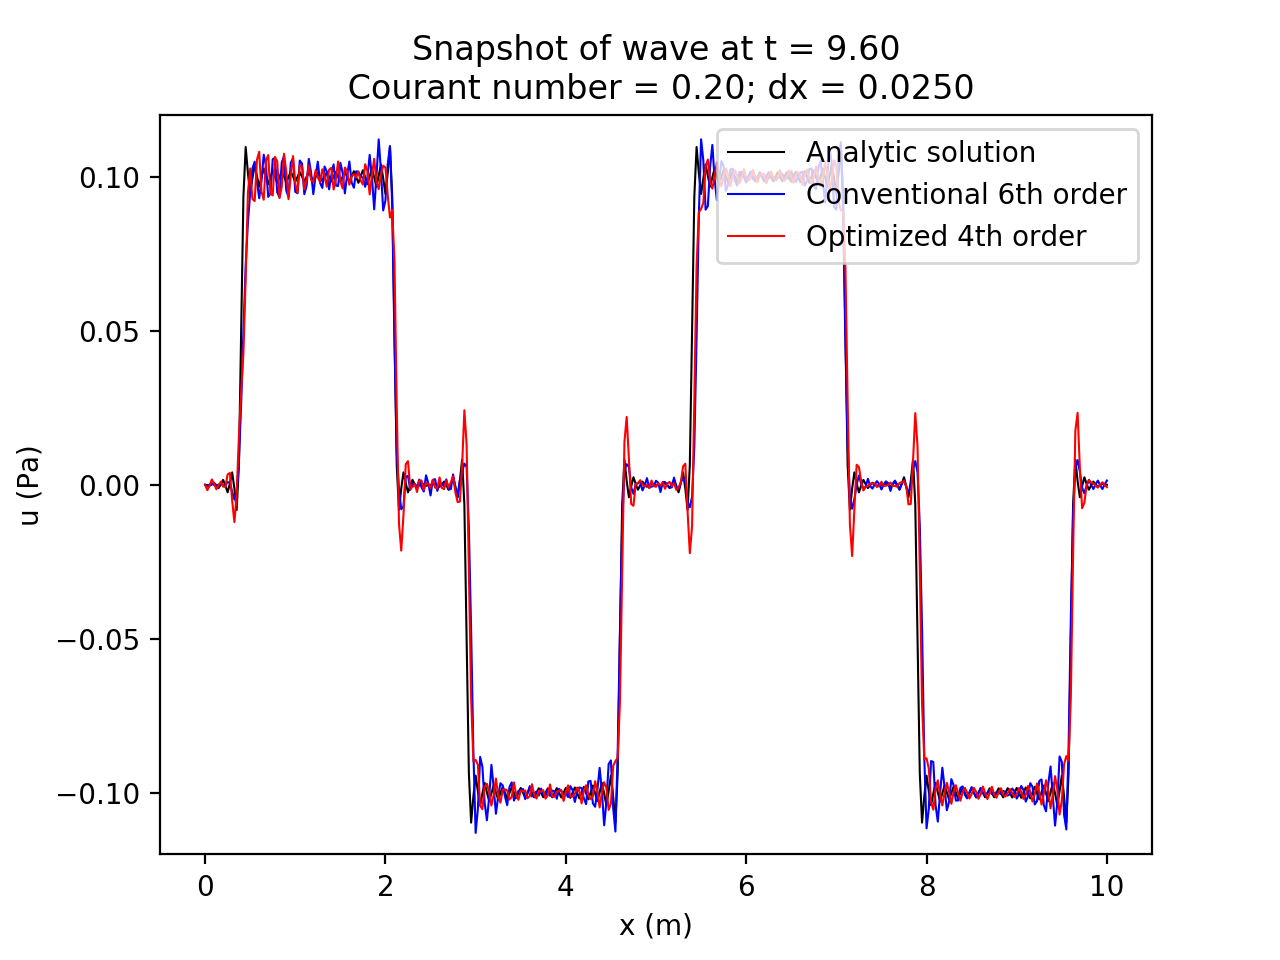 Snapshot of wave at t = 9.60
Courant number = 0.20; dx = 0.0250
Analytic solution
Conventional 6th order
Optimized 4th order
0.10
0.05
0.00
−0.05
−0.10
u (Pa)
0 2 4 6 8 10
x (m)